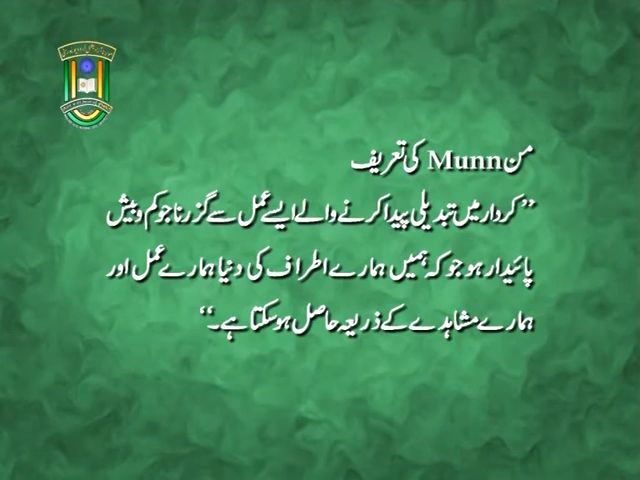 من Munn کی تعریف
”کردار میں تبدیلی پیدا کرنے والے ایسے عمل سے گزرنا جو کم و بیش
پائیدار ہو جو کہ ہمیں ہمارے اطراف کی دنیا ہمارے عمل اور
ہمارے مشاہدے کے ذریعہ حاصل ہو سکتا ہے۔“